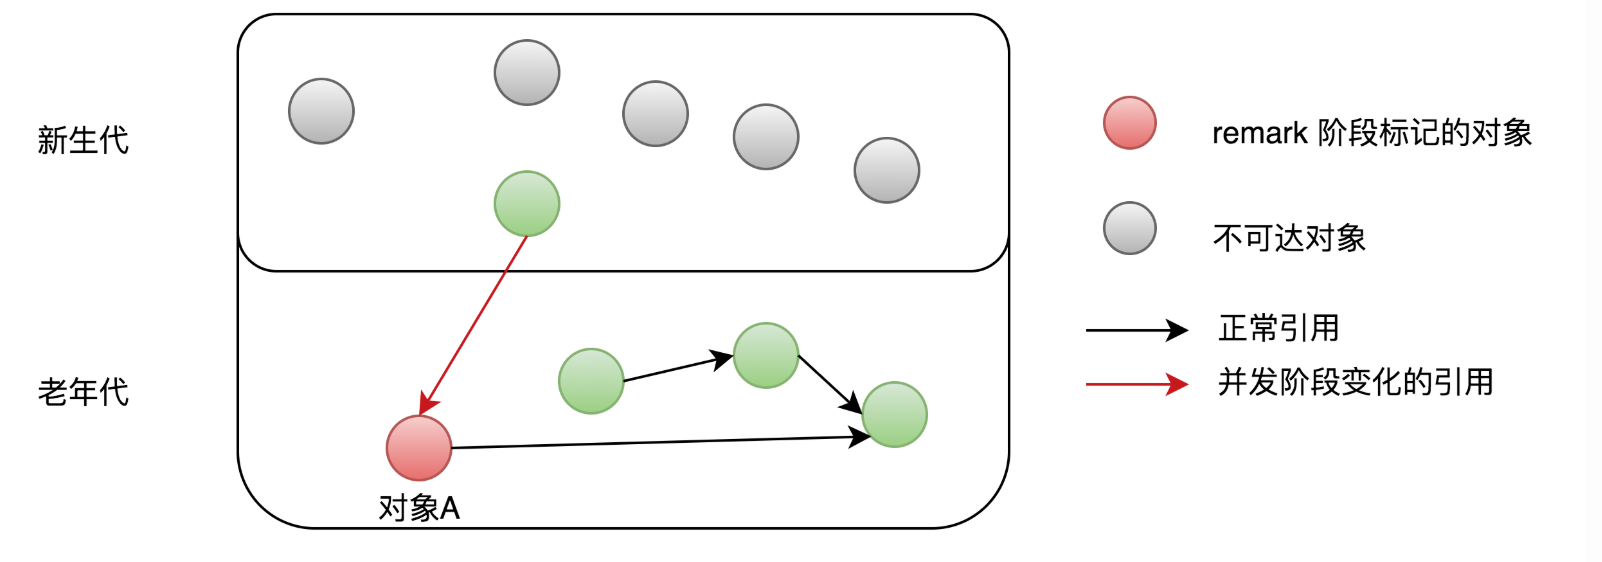 新生代
remark 阶段标记的对象
不可达对象
正常引用
并发阶段变化的引用
老年代
对象A